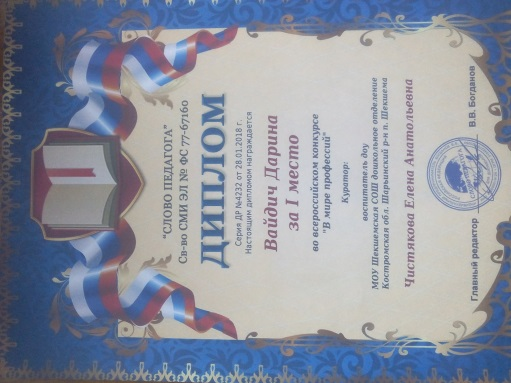 "СЛОВО ПЕДАГОГА"
Св-во СМИ ЭЛ № ФС 77-67160
ДИПЛОМ
Серия ДР №4232 от 28.01.2018 г.
Настоящим дипломом награждается
Вайдич Дарина
за I место
во всероссийском конкурсе
"В мире профессий"
Куратор:
воспитатель доу
МОУ Шекшемская СОШ дошкольное отделение
Костромская обл. Шарьинский р-н п. Шекшема
Чистякова Елена Анатольевна
Главный редактор В.В. Богданов